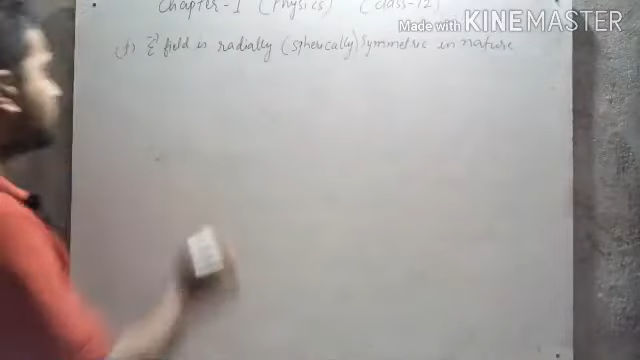 Chapter-1 (Physics) (class-12)
Made with KINEMASTER
(f) E⃗ field is radially (spherically) symmetric in nature